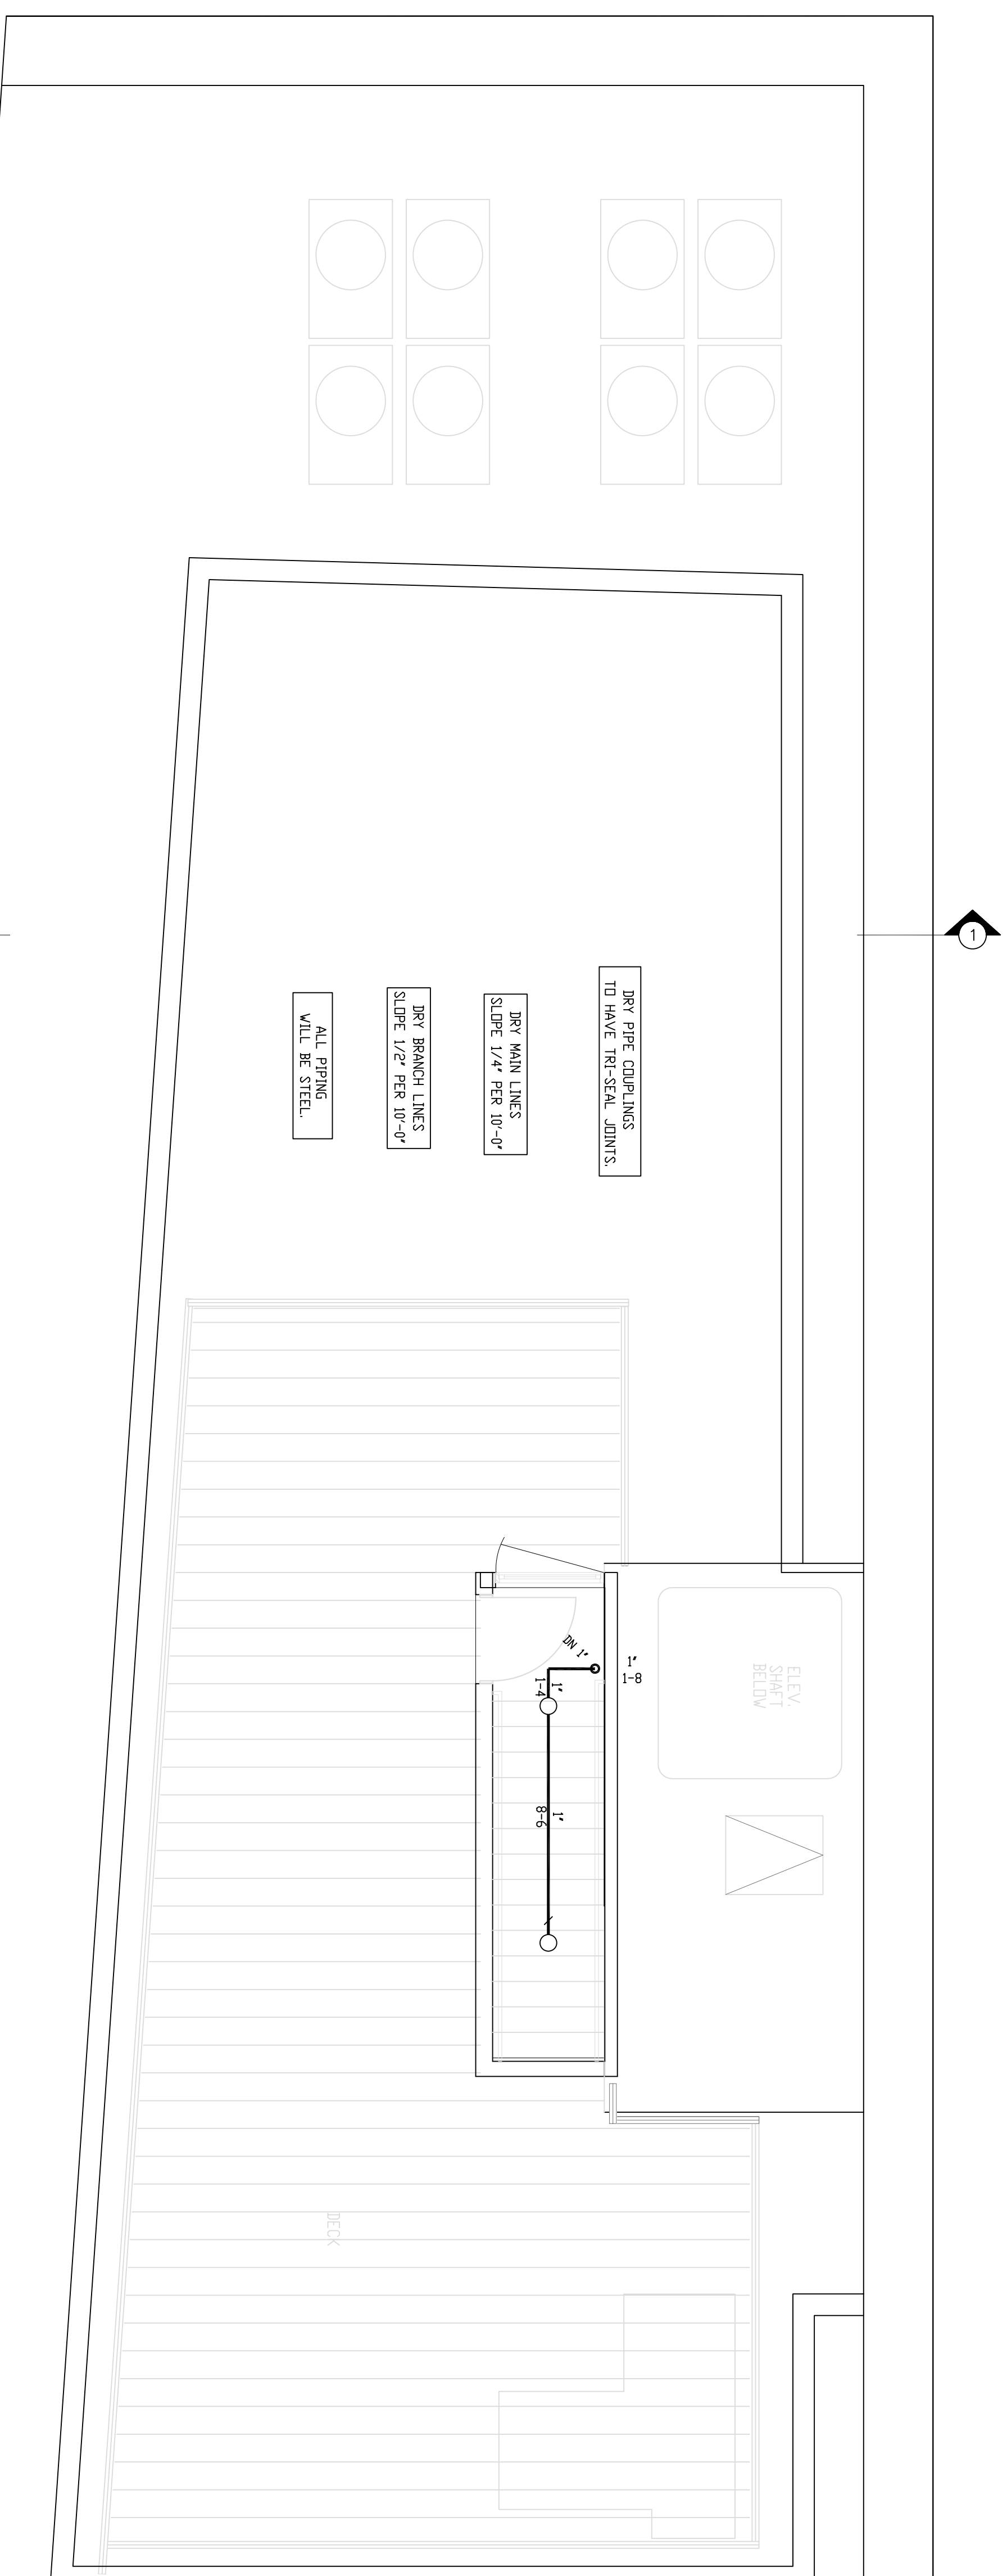 1
DRY PIPE COUPLINGS
TO HAVE TRI-SEAL JOINTS.
DRY MAIN LINES
SLOPE 1/4" PER 10'-0"
DRY BRANCH LINES
SLOPE 1/2" PER 10'-0"
ALL PIPING
WILL BE STEEL.
DN 1"
1"
1-8
1"
1-4
ELEV.
SHAFT
BELOW
1"
8-6
DECK